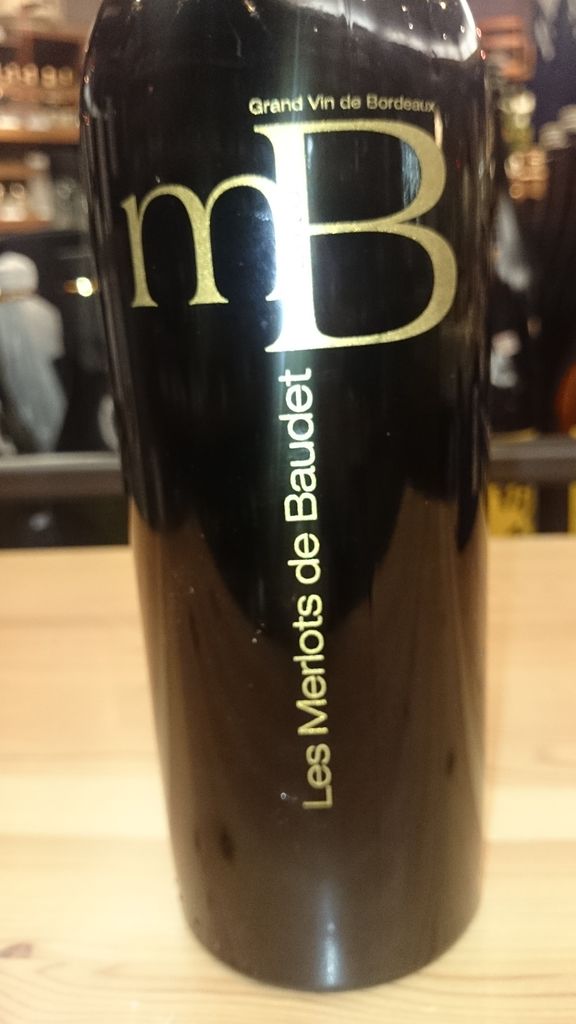 Grand Vin de Bordeaux
mB
Les Merlots de Baudet